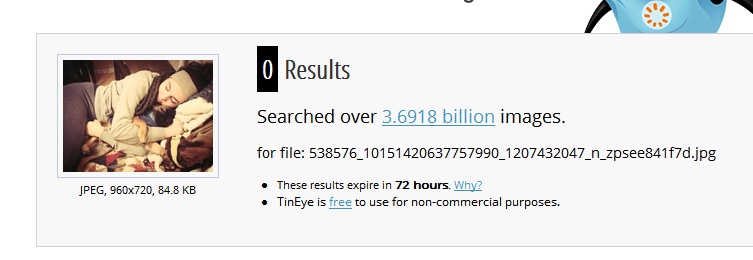 0 Results
Searched over 3.6918 billion images.
for file: 538576_10151420637757990_1207432047_n_zpsee841f7d.jpg
JPEG, 960x720, 84.8 KB
These results expire in 72 hours. Why?
TinEye is free to use for non-commercial purposes.